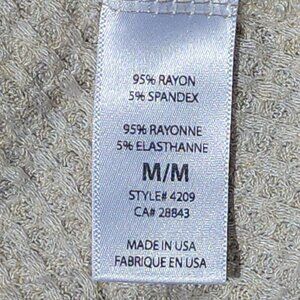 95% RAYON
5% SPANDEX
95% RAYONNE
5% ELASTHANNE
M/M
STYLE# 4209
CA# 28843
MADE IN USA
FABRIQUE EN USA